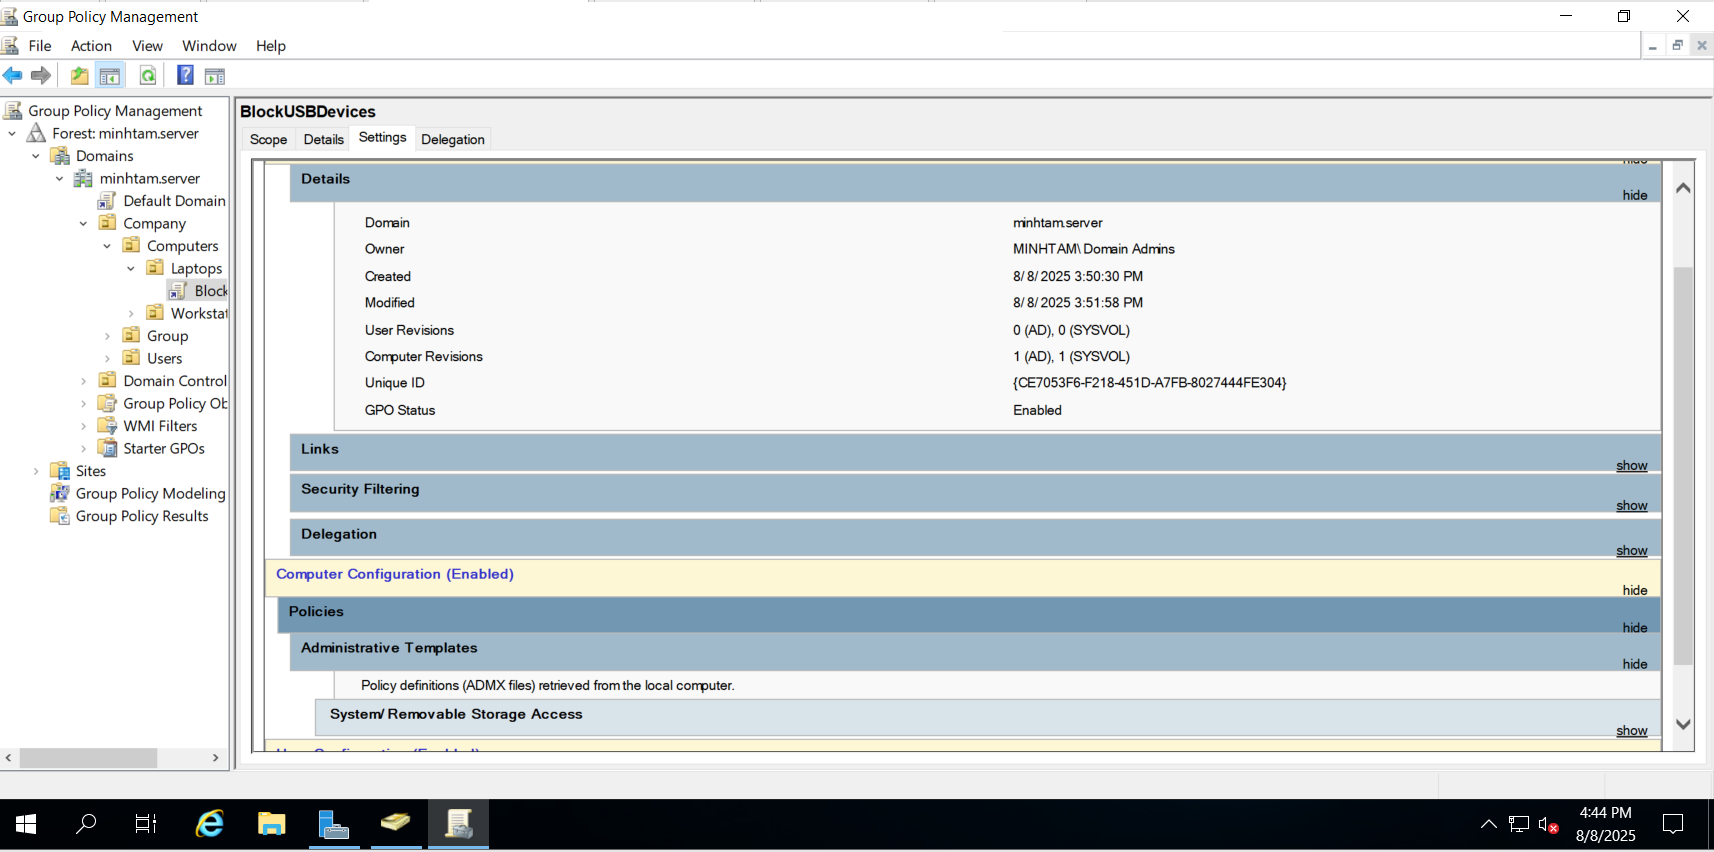 Group Policy Management
File Action View Window Help
Group Policy Management
Forest: minhtam.server
Domains
minhtam.server
Default Domain
Company
Computers
Laptops
Block
Workstat
Group
Users
Domain Control
Group Policy Ob
WMI Filters
Starter GPOs
Sites
Group Policy Modeling
Group Policy Results
BlockUSBDevices
Scope Details Settings Delegation
hide
Details
hide
Domain minhtam.server
Owner MINHTAM\Domain Admins
Created 8/8/2025 3:50:30 PM
Modified 8/8/2025 3:51:58 PM
User Revisions 0 (AD), 0 (SYSVOL)
Computer Revisions 1 (AD), 1 (SYSVOL)
Unique ID {CE7053F6-F218-451D-A7FB-8027444FE304}
GPO Status Enabled
Links
show
Security Filtering
show
Delegation
show
Computer Configuration (Enabled)
hide
Policies
hide
Administrative Templates
hide
Policy definitions (ADMX files) retrieved from the local computer.
System/Removable Storage Access
show
User Configuration (Enabled)
4:44 PM
8/8/2025